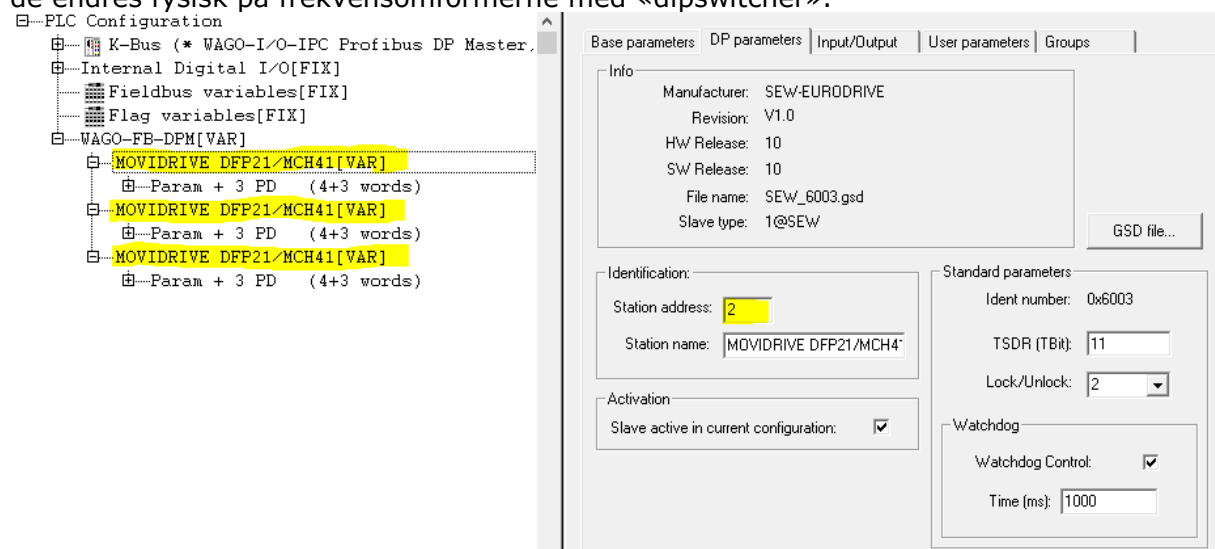 de endres fysisk på frekvensomformerne med «dipswitcher».
PLC Configuration
K-Bus (* WAGO-I/O-IPC Profibus DP Master,
Internal Digital I/O[FIX]
Fieldbus variables[FIX]
Flag variables[FIX]
WAGO-FB-DPM[VAR]
MOVIDRIVE DFP21/MCH41[VAR]
Param + 3 PD (4+3 words)
MOVIDRIVE DFP21/MCH41[VAR]
Param + 3 PD (4+3 words)
MOVIDRIVE DFP21/MCH41[VAR]
Param + 3 PD (4+3 words)
Base parameters DP parameters Input/Output User parameters Groups
Info
Manufacturer: SEW-EURODRIVE
Revision: V1.0
HW Release: 10
SW Release: 10
File name: SEW_6003.gsd
Slave type: 1@SEW
GSD file...
Identification:
Station address: 2
Station name: MOVIDRIVE DFP21/MCH4
Activation
Slave active in current configuration:
Standard parameters
Ident number: 0x6003
TSDR (TBit): 11
Lock/Unlock: 2
Watchdog
Watchdog Control:
Time (ms): 1000